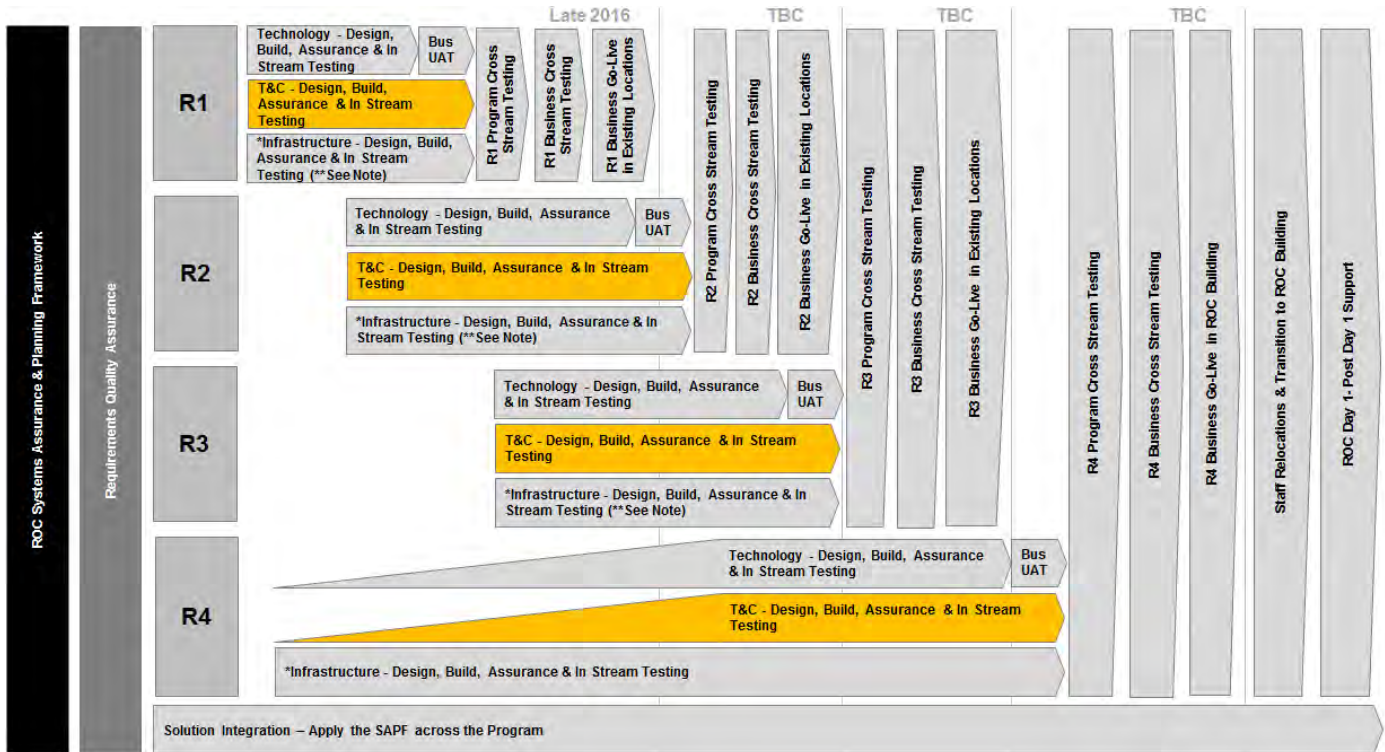 Late 2016
TBC
TBC
TBC
ROC Systems Assurance & Planning Framework
Requirements Quality Assurance
R1
Technology - Design,
Build, Assurance & In
Stream Testing
Bus
UAT
T&C - Design, Build,
Assurance & In Stream
Testing
*Infrastructure - Design, Build,
Assurance & In Stream
Testing (**See Note)
R1 Program Cross
Stream Testing
R1 Business Cross
Stream Testing
R1 Business Go-Live
in Existing Locations
R2
Technology - Design, Build, Assurance
& In Stream Testing
Bus
UAT
T&C - Design, Build, Assurance & In Stream
Testing
*Infrastructure - Design, Build, Assurance & In
Stream Testing (**See Note)
R2 Program Cross Stream Testing
R2 Business Cross Stream Testing
R2 Business Go-Live in Existing Locations
R3
Technology - Design, Build, Assurance
& In Stream Testing
Bus
UAT
T&C - Design, Build, Assurance & In Stream
Testing
*Infrastructure - Design, Build, Assurance & In
Stream Testing (**See Note)
R3 Program Cross Stream Testing
R3 Business Cross Stream Testing
R3 Business Go-Live in Existing Locations
R4
Technology - Design, Build, Assurance
& In Stream Testing
Bus
UAT
T&C - Design, Build, Assurance & In Stream
Testing
*Infrastructure - Design, Build, Assurance & In Stream Testing
R4 Program Cross Stream Testing
R4 Business Cross Stream Testing
R4 Business Go-Live in ROC Building
Staff Relocations & Transition to ROC Building
ROC Day 1- Post Day 1 Support
Solution Integration – Apply the SAPF across the Program